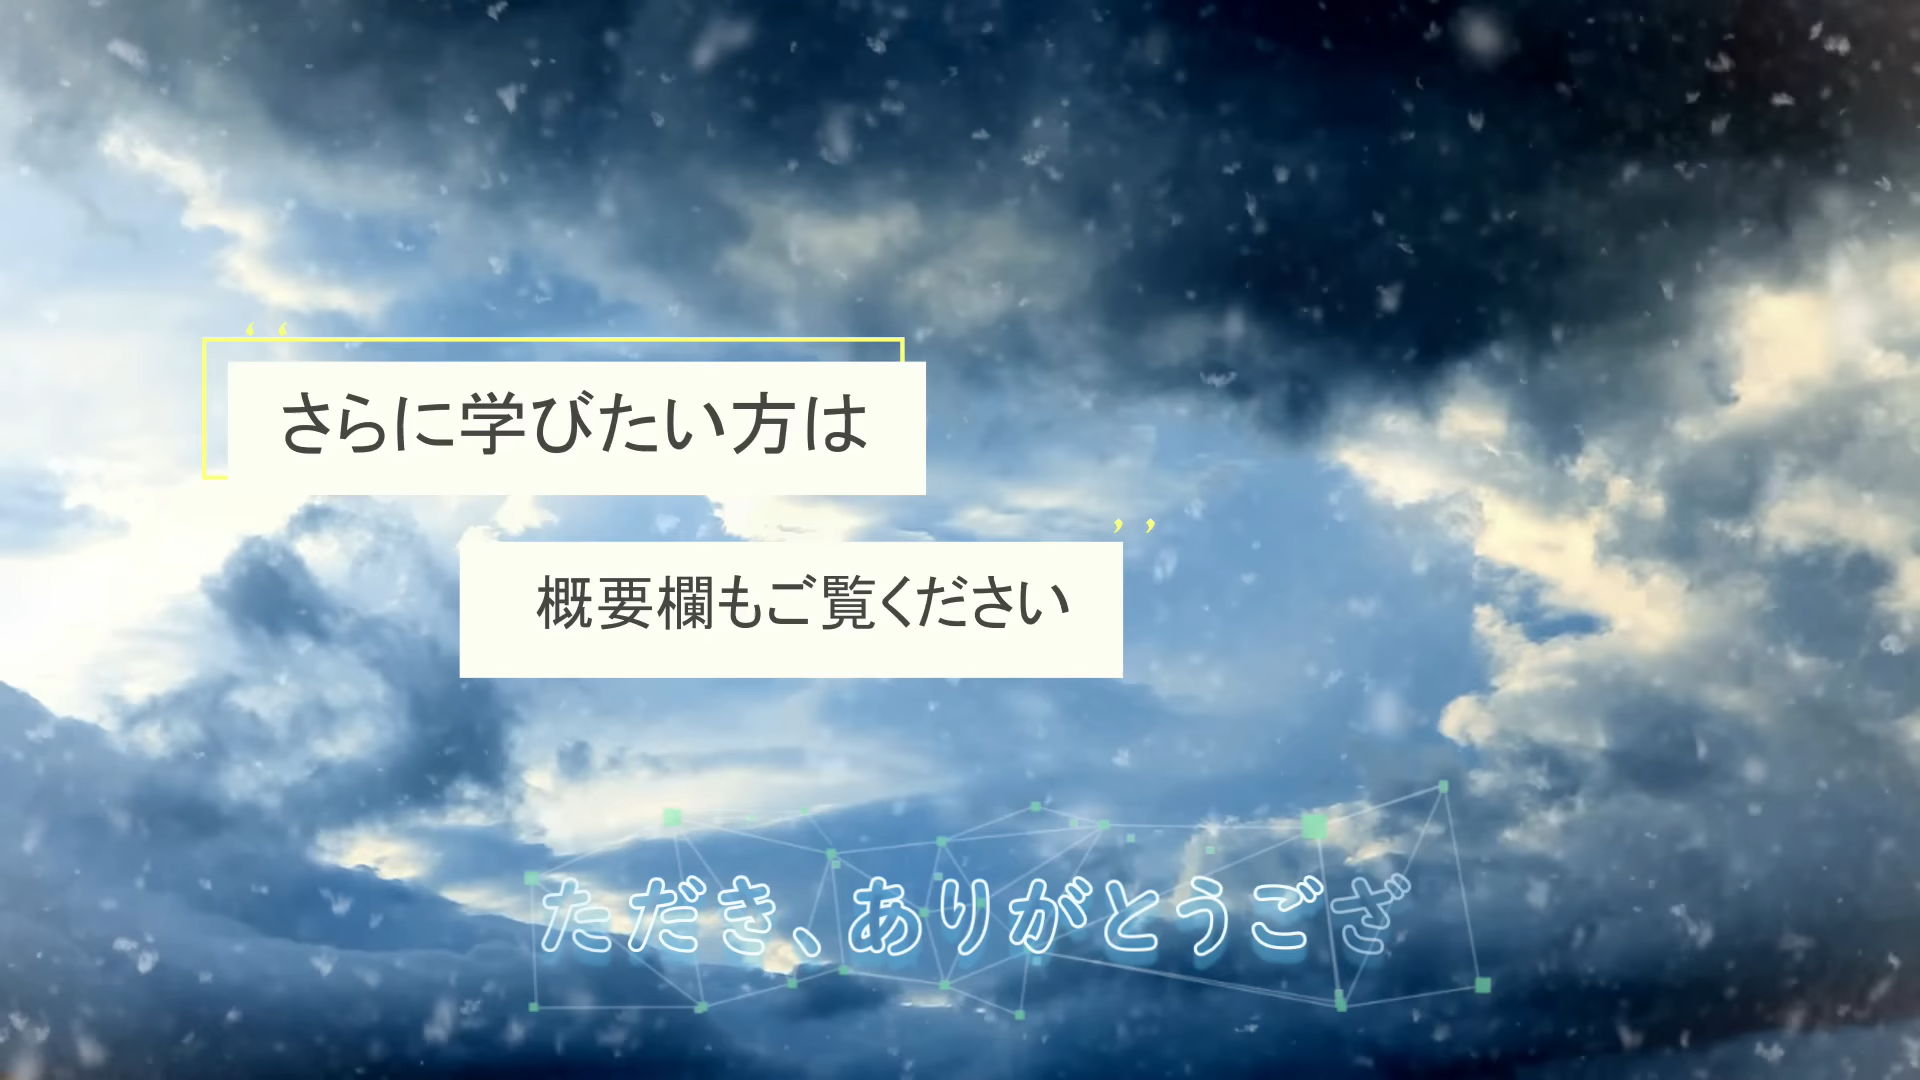 さらに学びたい方は
概要欄もご覧ください
ただき、ありがとうござ